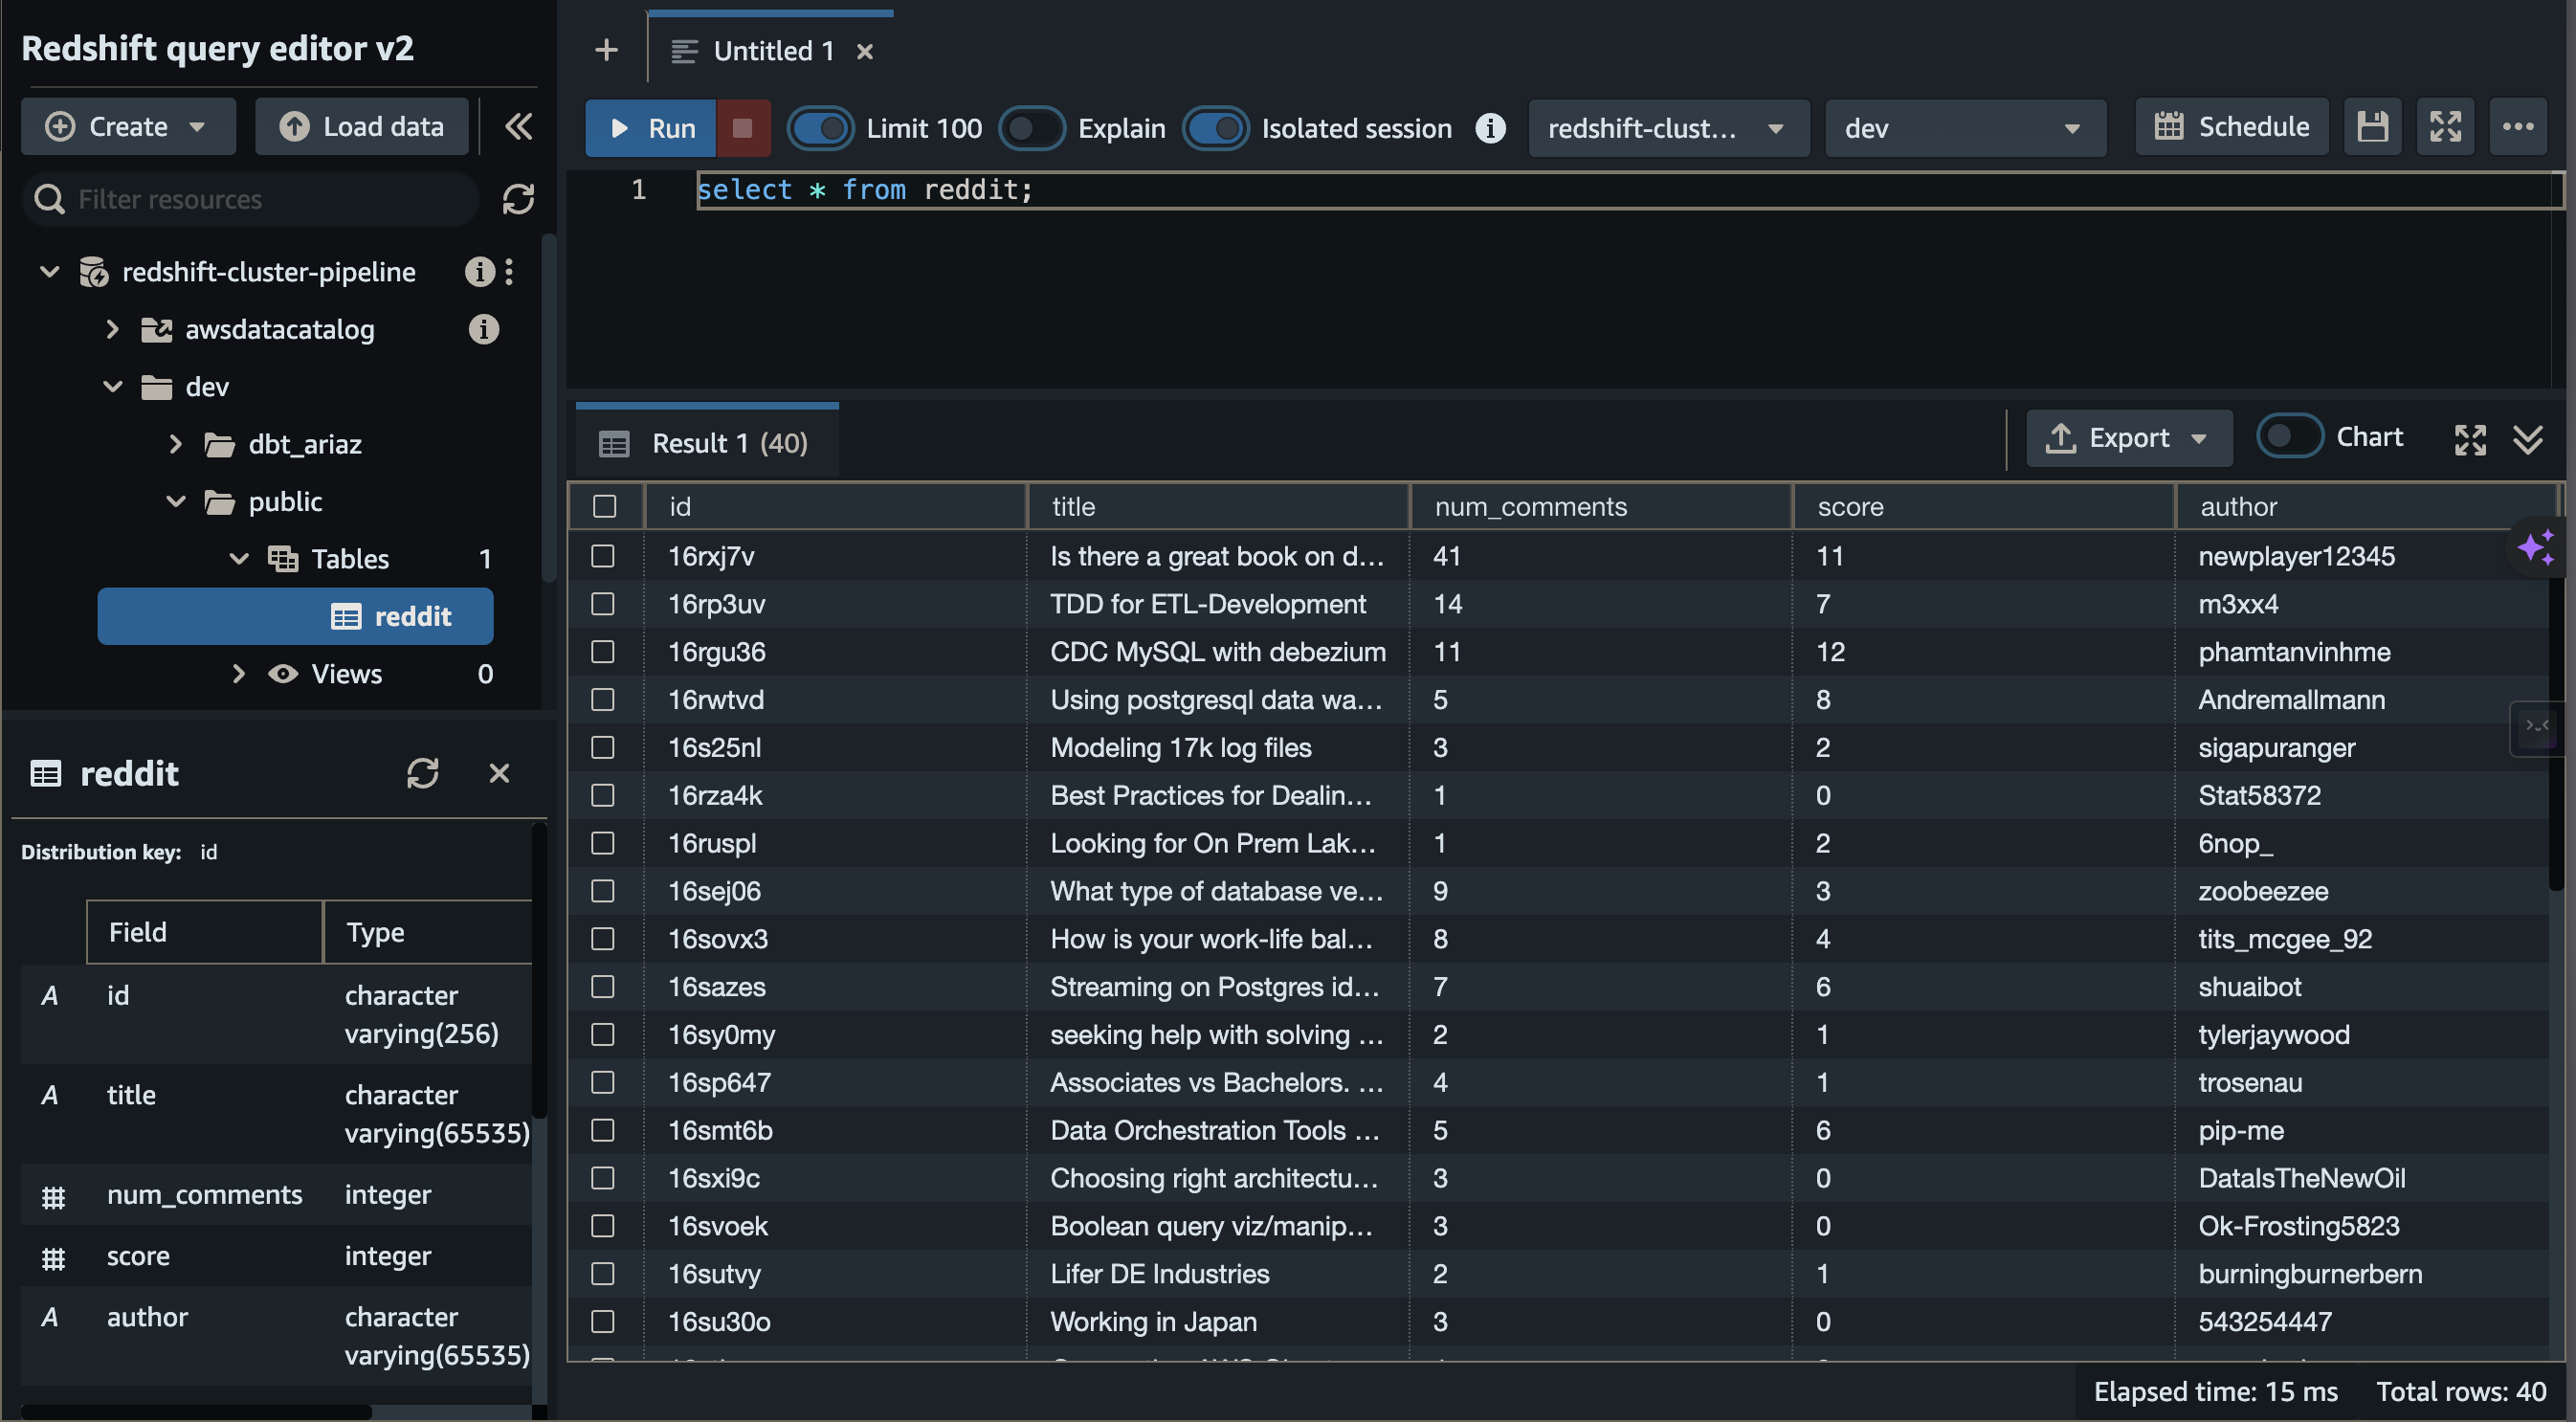 Redshift query editor v2
Create
Load data
Filter resources
redshift-cluster-pipeline
awsdatacatalog
dev
dbt_ariaz
public
Tables 1
reddit
Views 0
reddit
Distribution key: id
Field Type
id character varying(256)
title character varying(65535)
num_comments integer
score integer
author character varying(65535)
Untitled 1
Run Limit 100 Explain Isolated session redshift-clust... dev Schedule
1 select * from reddit;
Result 1 (40) Export Chart
id title num_comments score author
16rxj7v Is there a great book on d... 41 11 newplayer12345
16rp3uv TDD for ETL-Development 14 7 m3xx4
16rgu36 CDC MySQL with debezium 11 12 phamtanvinhme
16rwtvd Using postgresql data wa... 5 8 Andremallmann
16s25nl Modeling 17k log files 3 2 sigapuranger
16rza4k Best Practices for Dealin... 1 0 Stat58372
16ruspl Looking for On Prem Lak... 1 2 6nop_
16sej06 What type of database ve... 9 3 zoobeezee
16sovx3 How is your work-life bal... 8 4 tits_mcgee_92
16sazes Streaming on Postgres id... 7 6 shuaibot
16sy0my seeking help with solving ... 2 1 tylerjaywood
16sp647 Associates vs Bachelors. ... 4 1 trosenau
16smt6b Data Orchestration Tools ... 5 6 pip-me
16sxi9c Choosing right architectu... 3 0 DataIsTheNewOil
16svoek Boolean query viz/manip... 3 0 Ok-Frosting5823
16sutvy Lifer DE Industries 2 1 burningburnerbern
16su30o Working in Japan 3 0 543254447
Elapsed time: 15 ms Total rows: 40